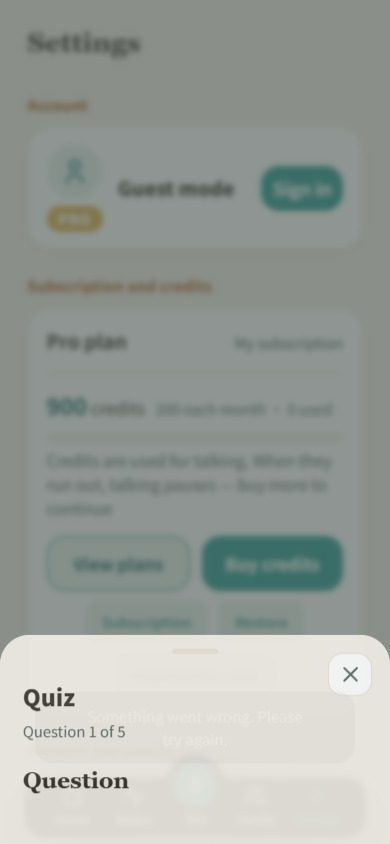 Settings
Account
Guest mode
Sign in
PRO
Subscription and credits
Pro plan
My subscription
900 credits 200 each month · 0 used
Credits are used for talking. When they
run out, talking pauses — buy more to
continue
View plans
Buy credits
Subscription
Restore
Something went wrong. Please
try again.
Quiz
Question 1 of 5
Question